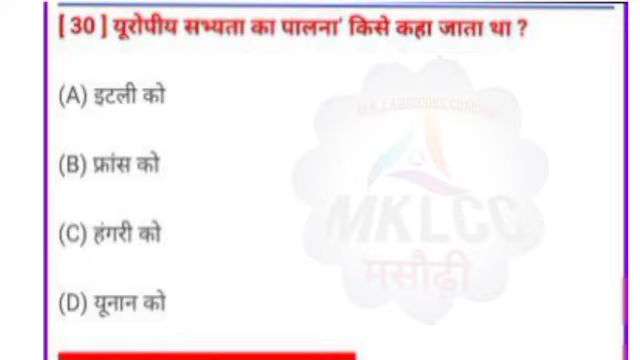 [ 30 ] यूरोपीय सभ्यता का पालना' किसे कहा जाता था ?
(A) इटली को
(B) फ्रांस को
(C) हंगरी को
(D) यूनान को
MKLCC
मसौढ़ी